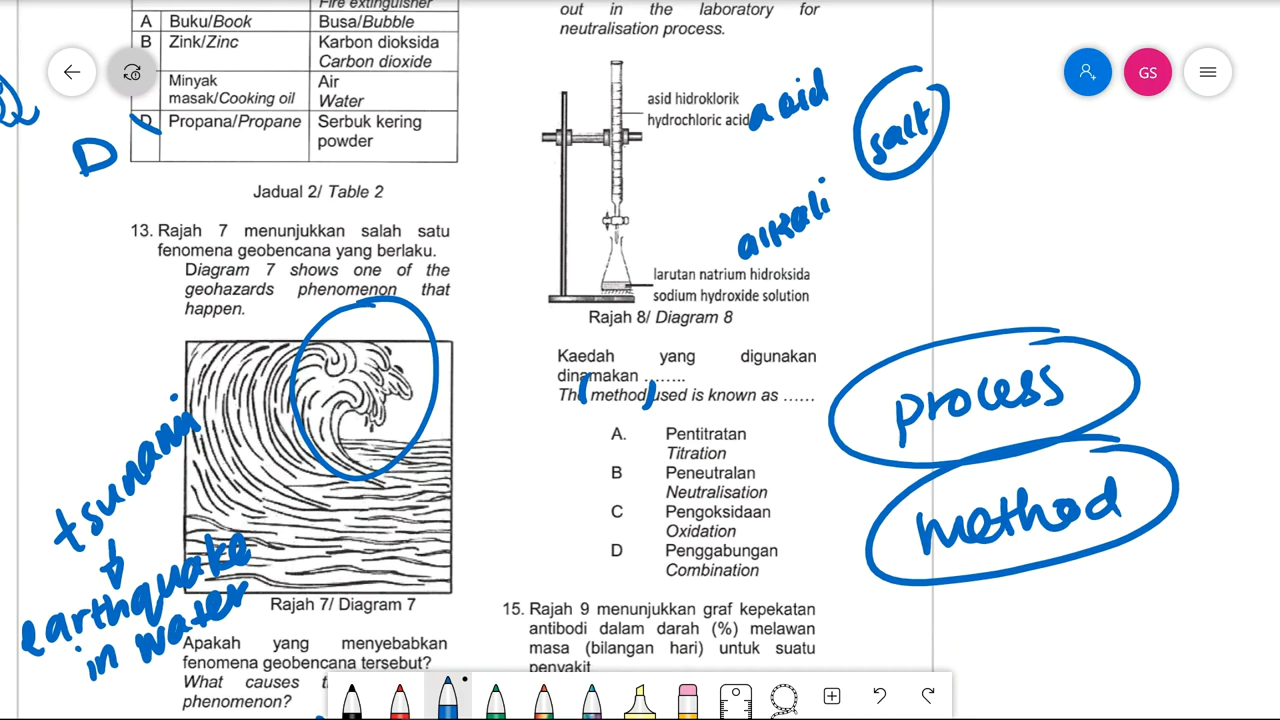 Fire extinguisher
A Buku/Book Busa/Bubble
B Zink/Zinc Karbon dioksida
Carbon dioxide
Minyak Air
masak/Cooking oil Water
D Propana/Propane Serbuk kering
powder
D
Jadual 2/ Table 2
13. Rajah 7 menunjukkan salah satu
fenomena geobencana yang berlaku.
Diagram 7 shows one of the
geohazards phenomenon that
happen.
tsunami
earthquake
in water
Rajah 7/ Diagram 7
Apakah yang menyebabkan
fenomena geobencana tersebut?
What causes
phenomenon?
out in the laboratory for
neutralisation process.
asid hidroklorik
hydrochloric acid
acid
salt
alkali
larutan natrium hidroksida
sodium hydroxide solution
Rajah 8/ Diagram 8
Kaedah yang digunakan
dinamakan ........
The method used is known as ......
process
method
A. Pentitratan
Titration
B Peneutralan
Neutralisation
C Pengoksidaan
Oxidation
D Penggabungan
Combination
15. Rajah 9 menunjukkan graf kepekatan
antibodi dalam darah (%) melawan
masa (bilangan hari) untuk suatu
penyakit
GS